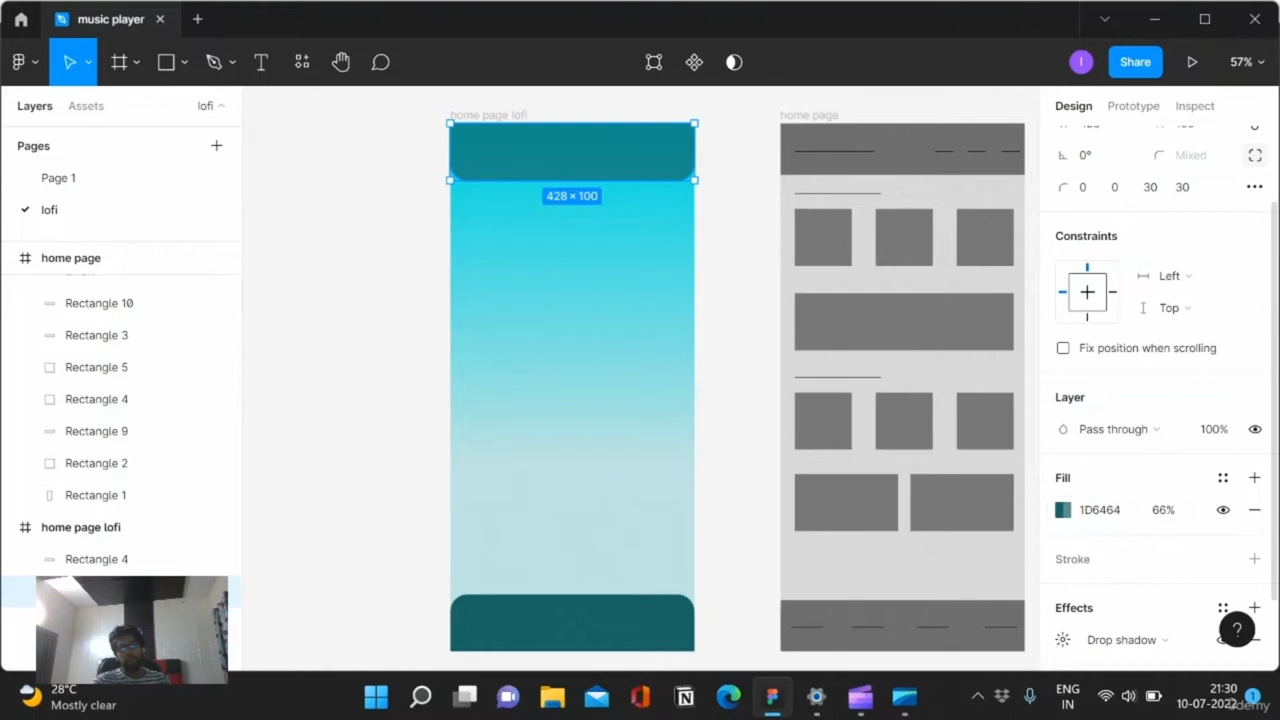 music player
Share
57%
Layers
Assets
lofi
Pages
Page 1
lofi
home page
Rectangle 10
Rectangle 3
Rectangle 5
Rectangle 4
Rectangle 9
Rectangle 2
Rectangle 1
home page lofi
Rectangle 4
home page lofi
428 × 100
home page
Design
Prototype
Inspect
0°
Mixed
0
0
30
30
Constraints
Left
Top
Fix position when scrolling
Layer
Pass through
100%
Fill
1D6464
66%
Stroke
Effects
Drop shadow
?
28°C
Mostly clear
ENG
IN
21:30
10-07-2022
1
Udemy